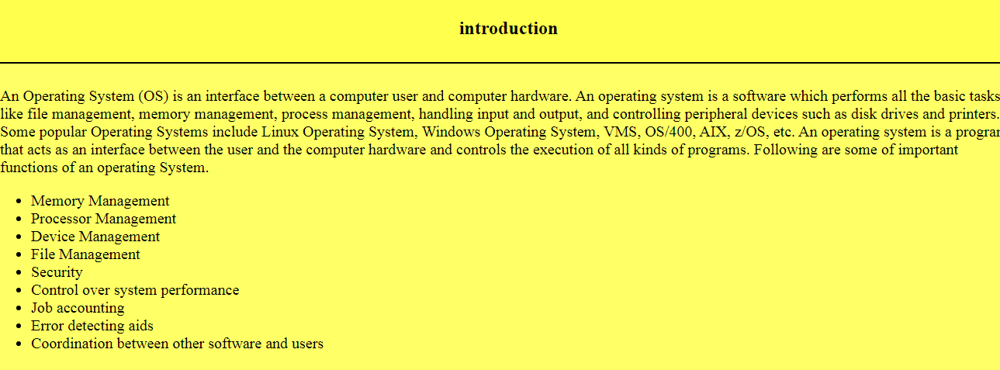 introduction
An Operating System (OS) is an interface between a computer user and computer hardware. An operating system is a software which performs all the basic tasks
like file management, memory management, process management, handling input and output, and controlling peripheral devices such as disk drives and printers.
Some popular Operating Systems include Linux Operating System, Windows Operating System, VMS, OS/400, AIX, z/OS, etc. An operating system is a
that acts as an interface between the user and the computer hardware and controls the execution of all kinds of programs. Following are some of important
functions of an operating System.
• Memory Management
• Processor Management
• Device Management
• File Management
• Security
• Control over system performance
• Job accounting
• Error detecting aids
• Coordination between other software and users